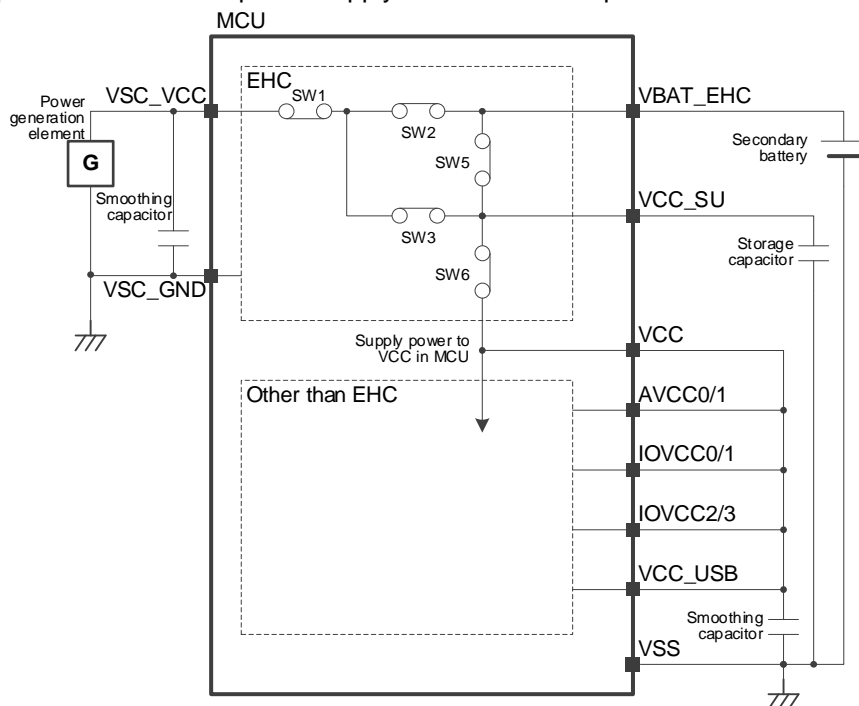 MCU
EHC
VSC_VCC
SW1
VBAT_EHC
Power
generation
element
SW2
Secondary
battery
G
SW5
Smoothing
capacitor
VCC_SU
SW3
Storage
capacitor
SW6
VSC_GND
Supply power to
VCC in MCU
VCC
Other than EHC
AVCC0/1
IOVCC0/1
IOVCC2/3
VCC_USB
Smoothing
capacitor
VSS